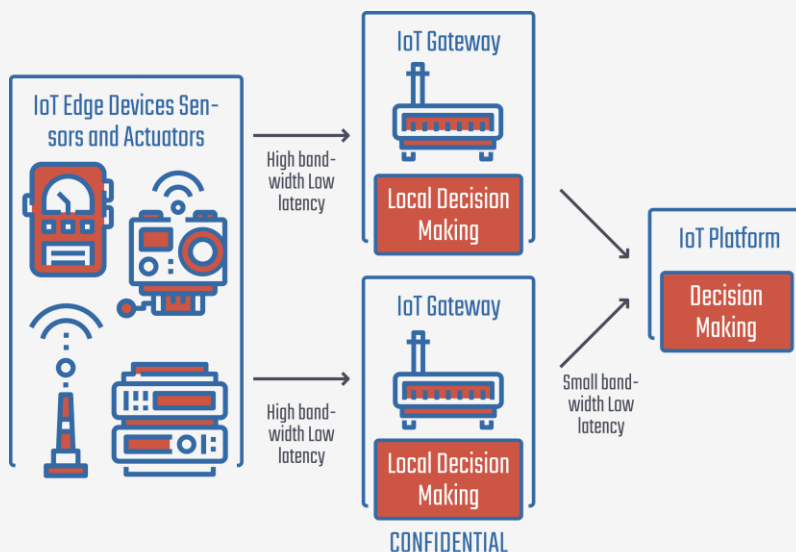 IoT Edge Devices Sen-
sors and Actuators
High band-
width Low
latency
IoT Gateway
Local Decision
Making
High band-
width Low
latency
IoT Gateway
Local Decision
Making
CONFIDENTIAL
Small band-
width Low
latency
IoT Platform
Decision
Making